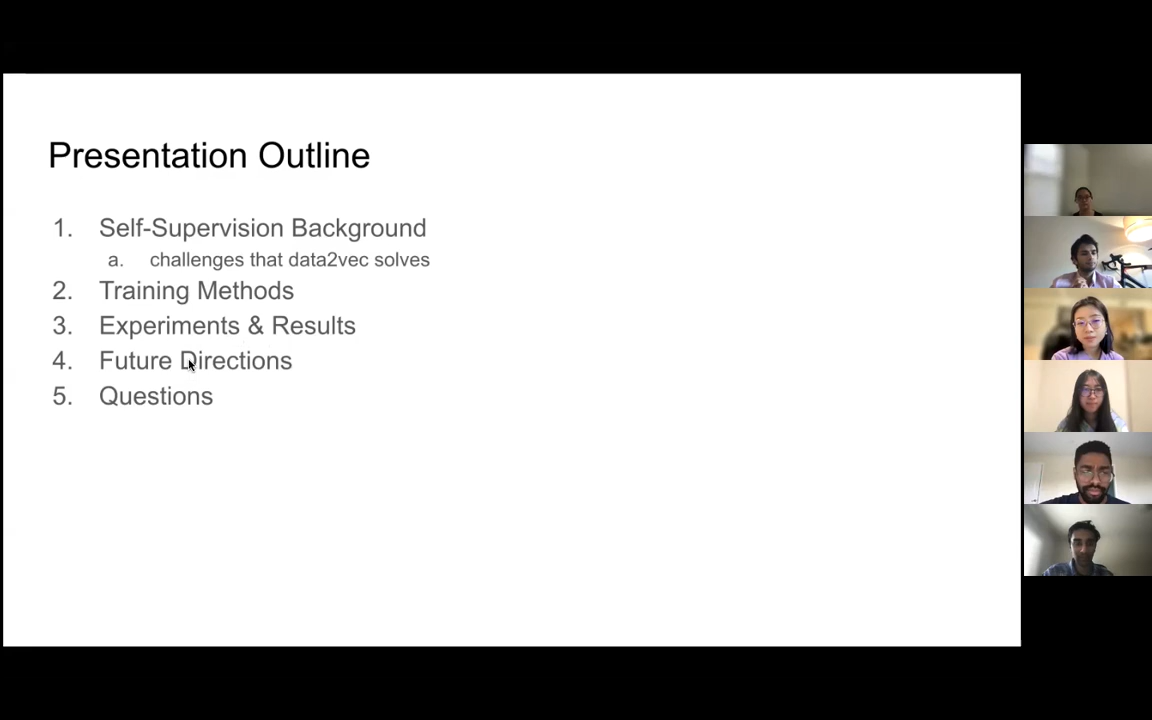 Presentation Outline
1. Self-Supervision Background
a. challenges that data2vec solves
2. Training Methods
3. Experiments & Results
4. Future Directions
5. Questions